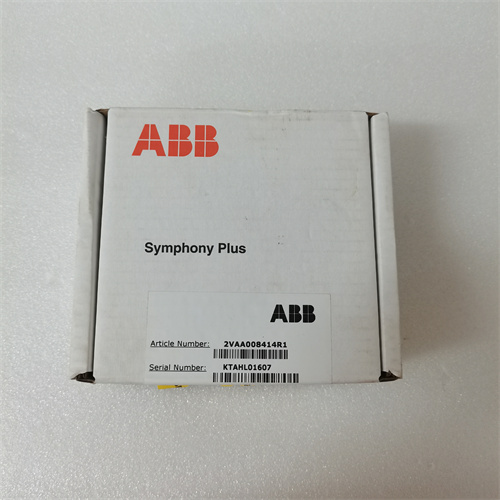 ABB
Symphony Plus
ABB
Article Number: 2VAA008414R1
Serial Number: KTAHL01607